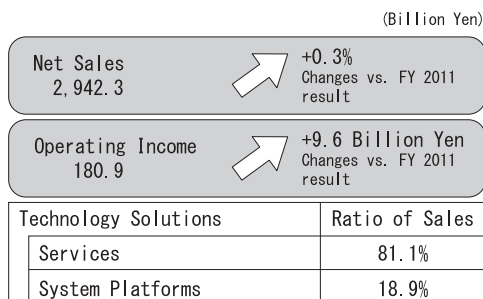 (Billion Yen)
Net Sales
2,942.3
+0.3%
Changes vs. FY 2011
result
Operating Income
180.9
+9.6 Billion Yen
Changes vs. FY 2011
result
Technology Solutions Ratio of Sales
Services 81.1%
System Platforms 18.9%